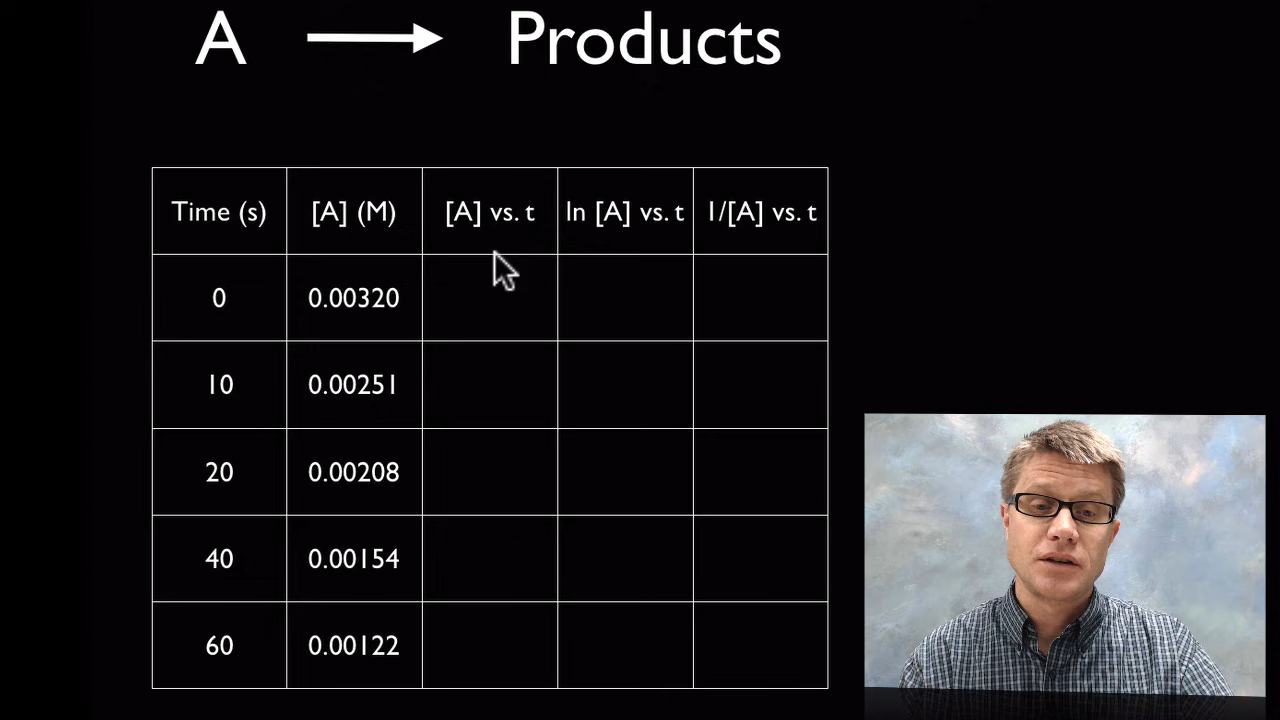 A → Products
Time (s) [A] (M) [A] vs. t ln [A] vs. t 1/[A] vs. t
0 0.00320
10 0.00251
20 0.00208
40 0.00154
60 0.00122